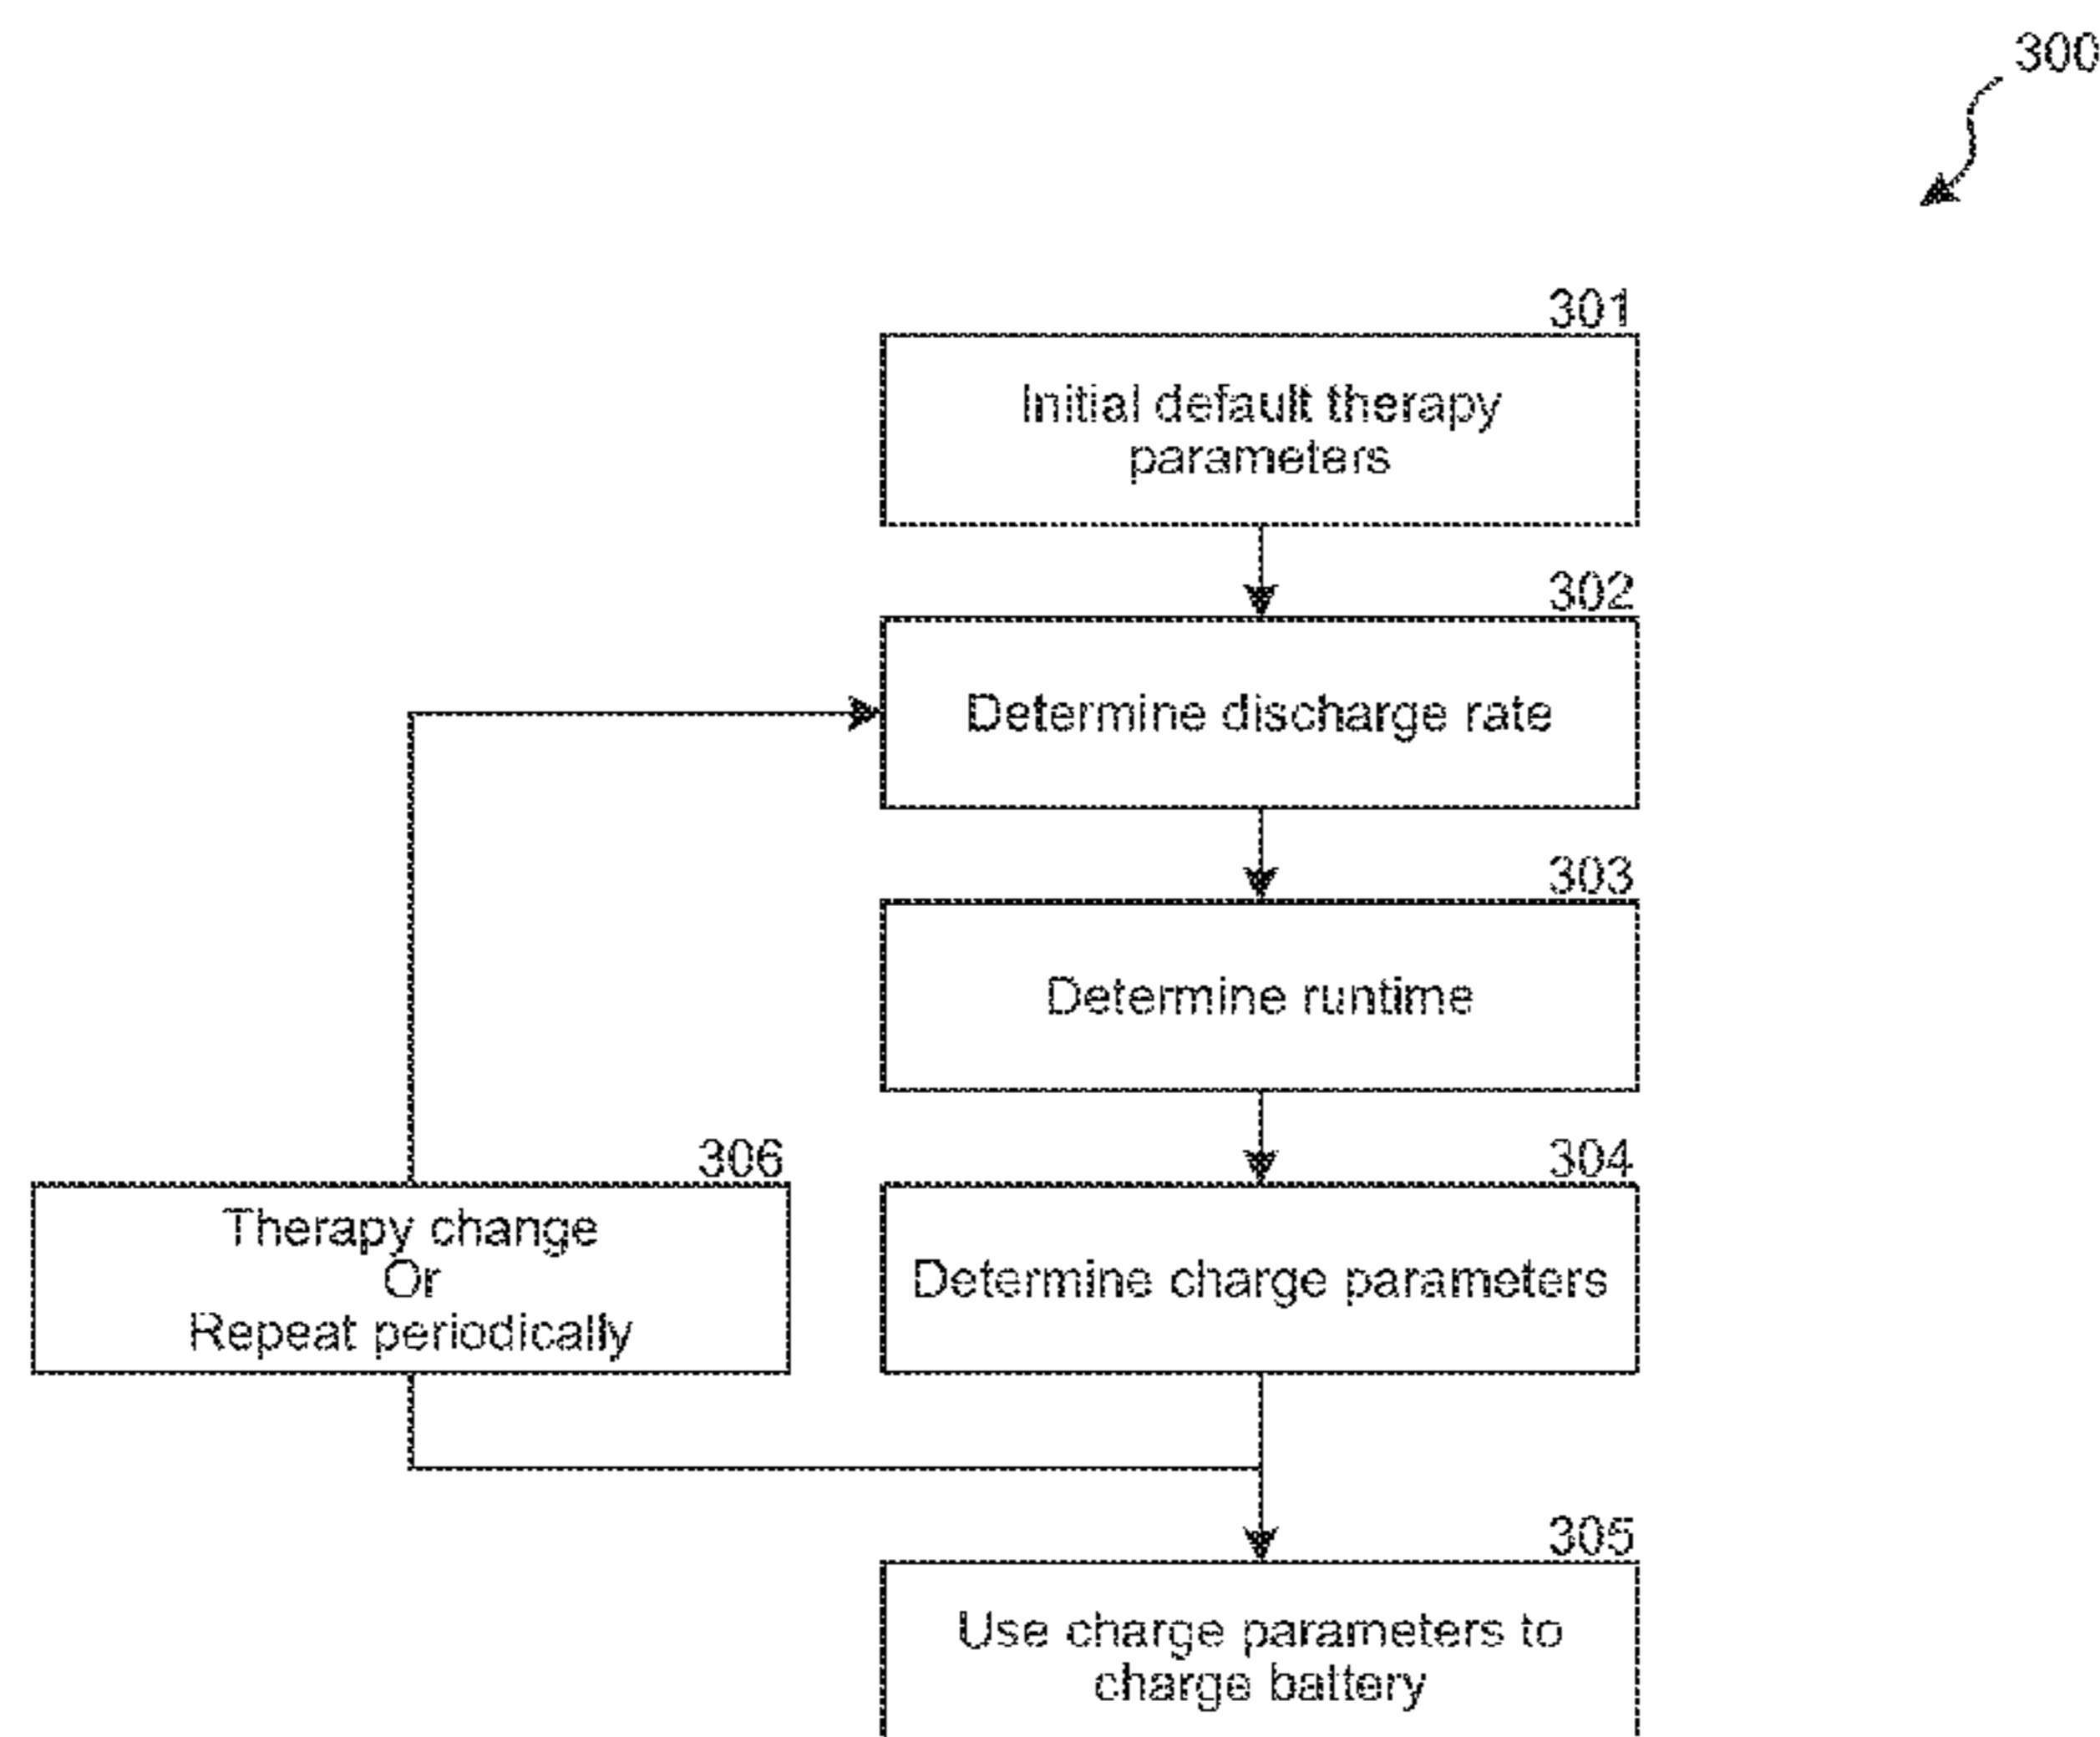 300
301
Initial default therapy
parameters
302
Determine discharge rate
303
Determine runtime
306
Therapy change
Or
Repeat periodically
304
Determine charge parameters
305
Use charge parameters to
charge battery